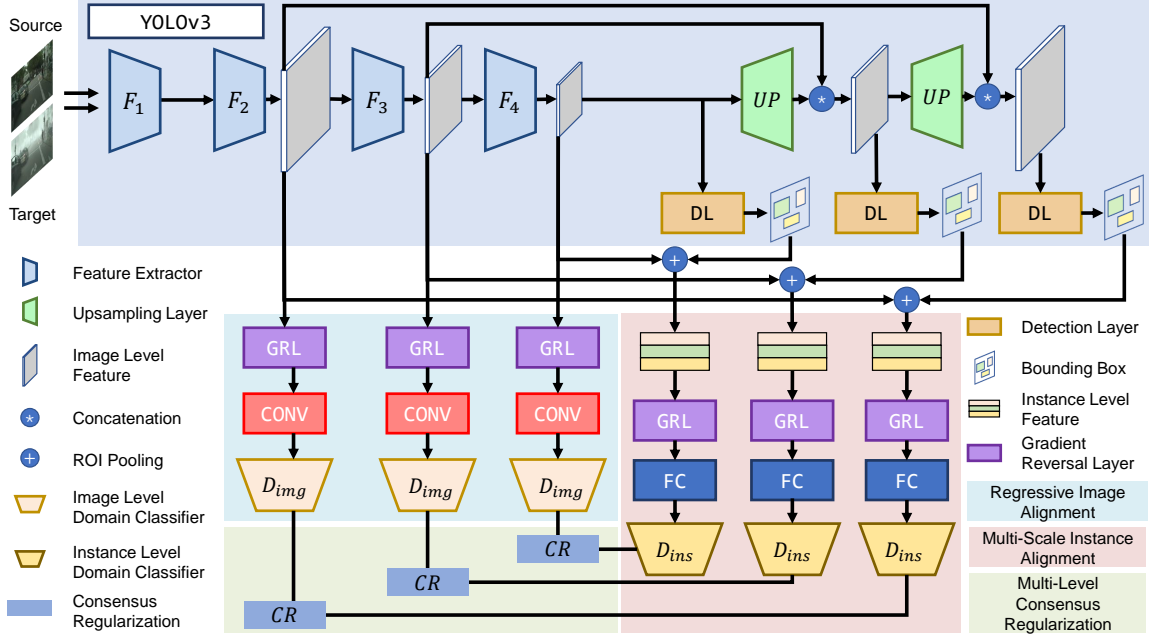 Source
YOLOv3
F1
F2
F3
F4
UP
*
UP
*
Target
DL
DL
DL
+
+
+
Feature Extractor
Upsampling Layer
Image Level
Feature
Concatenation
*
ROI Pooling
+
Image Level
Domain Classifier
Instance Level
Domain Classifier
Consensus
Regularization
GRL
GRL
GRL
CONV
CONV
CONV
Dimg
Dimg
Dimg
GRL
GRL
GRL
FC
FC
FC
Dins
Dins
Dins
CR
CR
CR
Detection Layer
Bounding Box
Instance Level
Feature
Gradient
Reversal Layer
Regressive Image
Alignment
Multi-Scale Instance
Alignment
Multi-Level
Consensus
Regularization